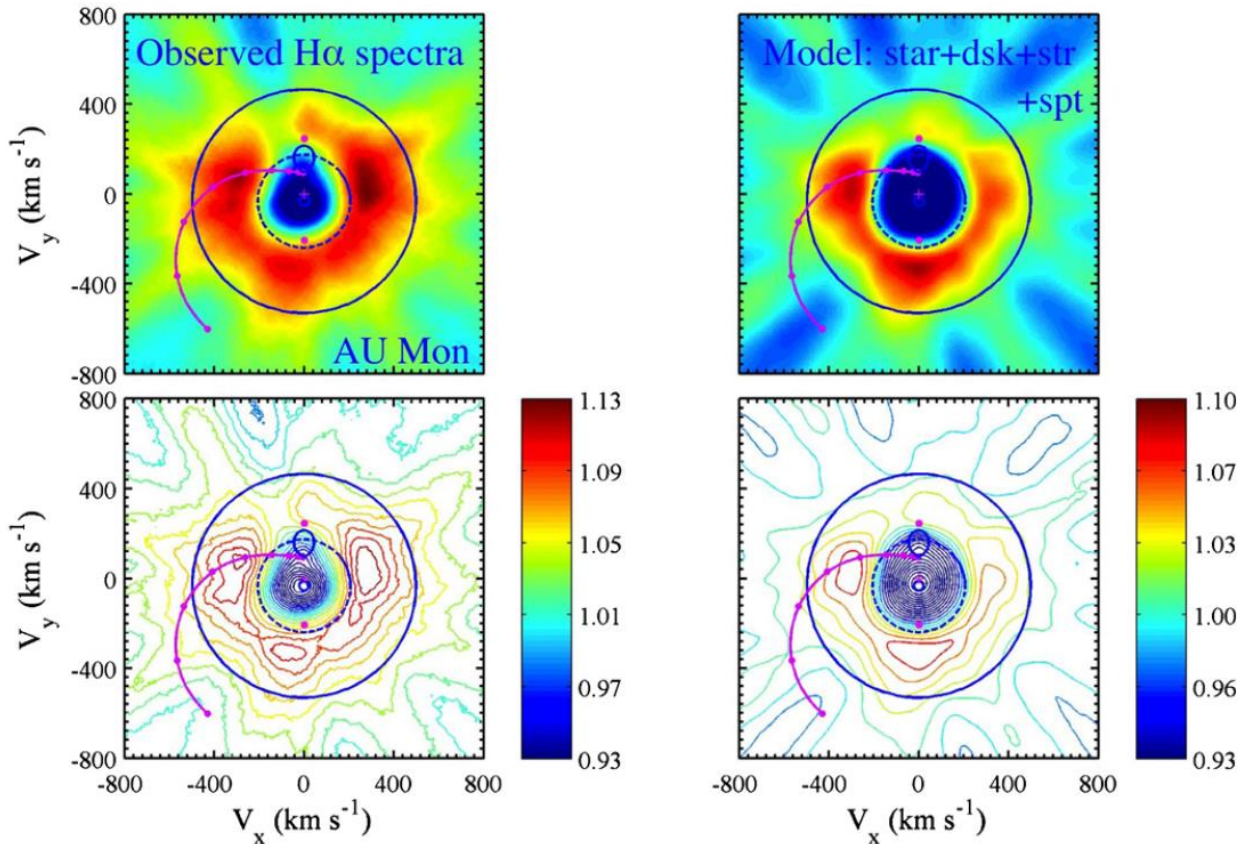 Observed Hα spectra
AU Mon
Model: star+dsk+str
+spt
800
400
0
-400
-800
V_y (km s⁻¹)
800
400
0
-400
-800
V_y (km s⁻¹)
-800 -400 0 400 800
V_x (km s⁻¹)
1.13
1.09
1.05
1.01
0.97
0.93
-800 -400 0 400 800
V_x (km s⁻¹)
1.10
1.07
1.03
1.00
0.96
0.93